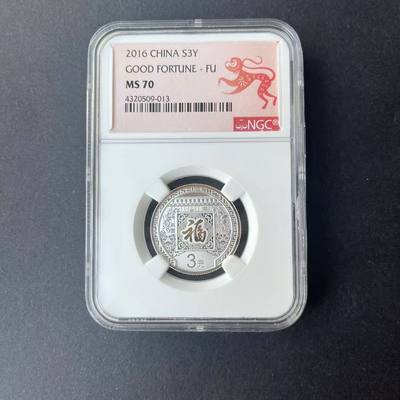 2016 CHINA S3Y
GOOD FORTUNE - FU
MS 70
4320509-013
NGC®
福
3元